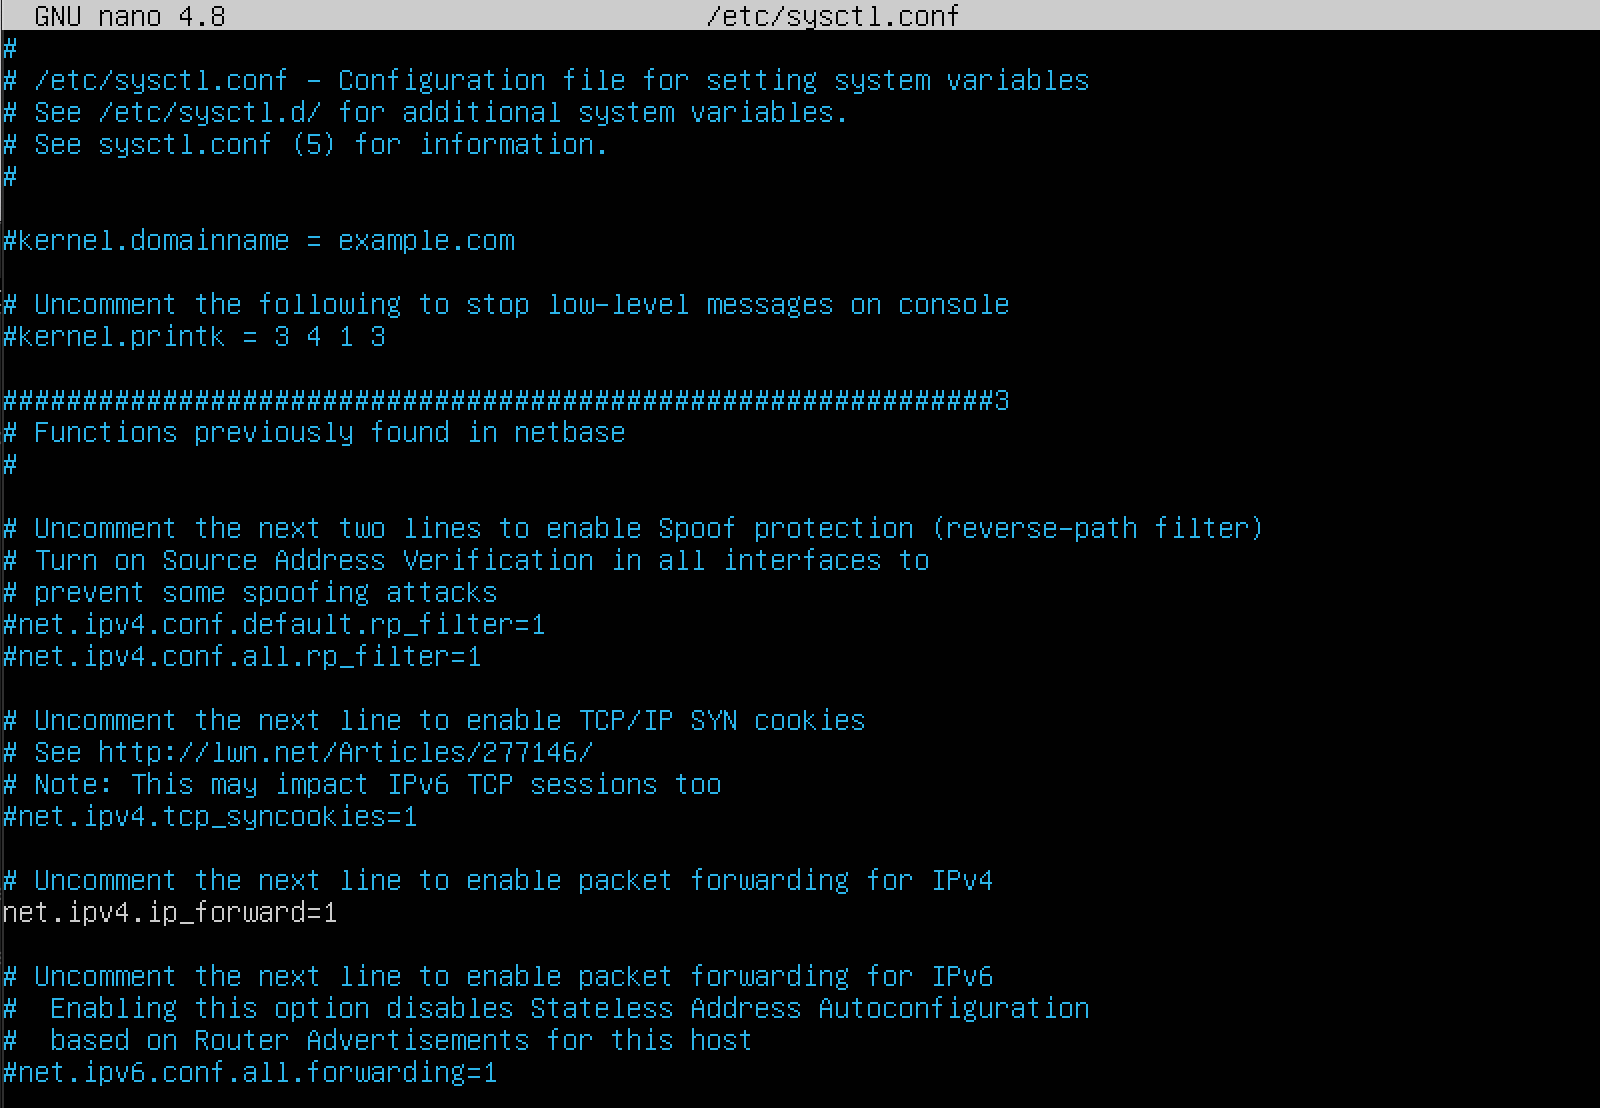 GNU nano 4.8 /etc/sysctl.conf
#
# /etc/sysctl.conf - Configuration file for setting system variables
# See /etc/sysctl.d/ for additional system variables.
# See sysctl.conf (5) for information.
#
#kernel.domainname = example.com
# Uncomment the following to stop low-level messages on console
#kernel.printk = 3 4 1 3
##############################################################3
# Functions previously found in netbase
#
# Uncomment the next two lines to enable Spoof protection (reverse-path filter)
# Turn on Source Address Verification in all interfaces to
# prevent some spoofing attacks
#net.ipv4.conf.default.rp_filter=1
#net.ipv4.conf.all.rp_filter=1
# Uncomment the next line to enable TCP/IP SYN cookies
# See http://lwn.net/Articles/277146/
# Note: This may impact IPv6 TCP sessions too
#net.ipv4.tcp_syncookies=1
# Uncomment the next line to enable packet forwarding for IPv4
net.ipv4.ip_forward=1
# Uncomment the next line to enable packet forwarding for IPv6
#  Enabling this option disables Stateless Address Autoconfiguration
#  based on Router Advertisements for this host
#net.ipv6.conf.all.forwarding=1